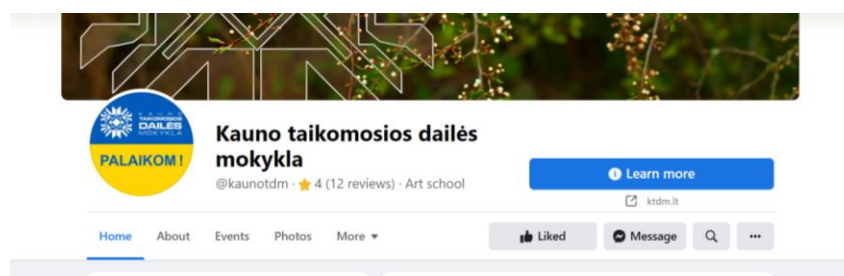 KAUNO
TAIKOMOSIOS
DAILĖS
MOKYKLA
PALAIKOM!
Kauno taikomosios dailės
mokykla
@kaunotdm · 4 (12 reviews) · Art school
Learn more
ktdm.lt
Home About Events Photos More
Liked Message